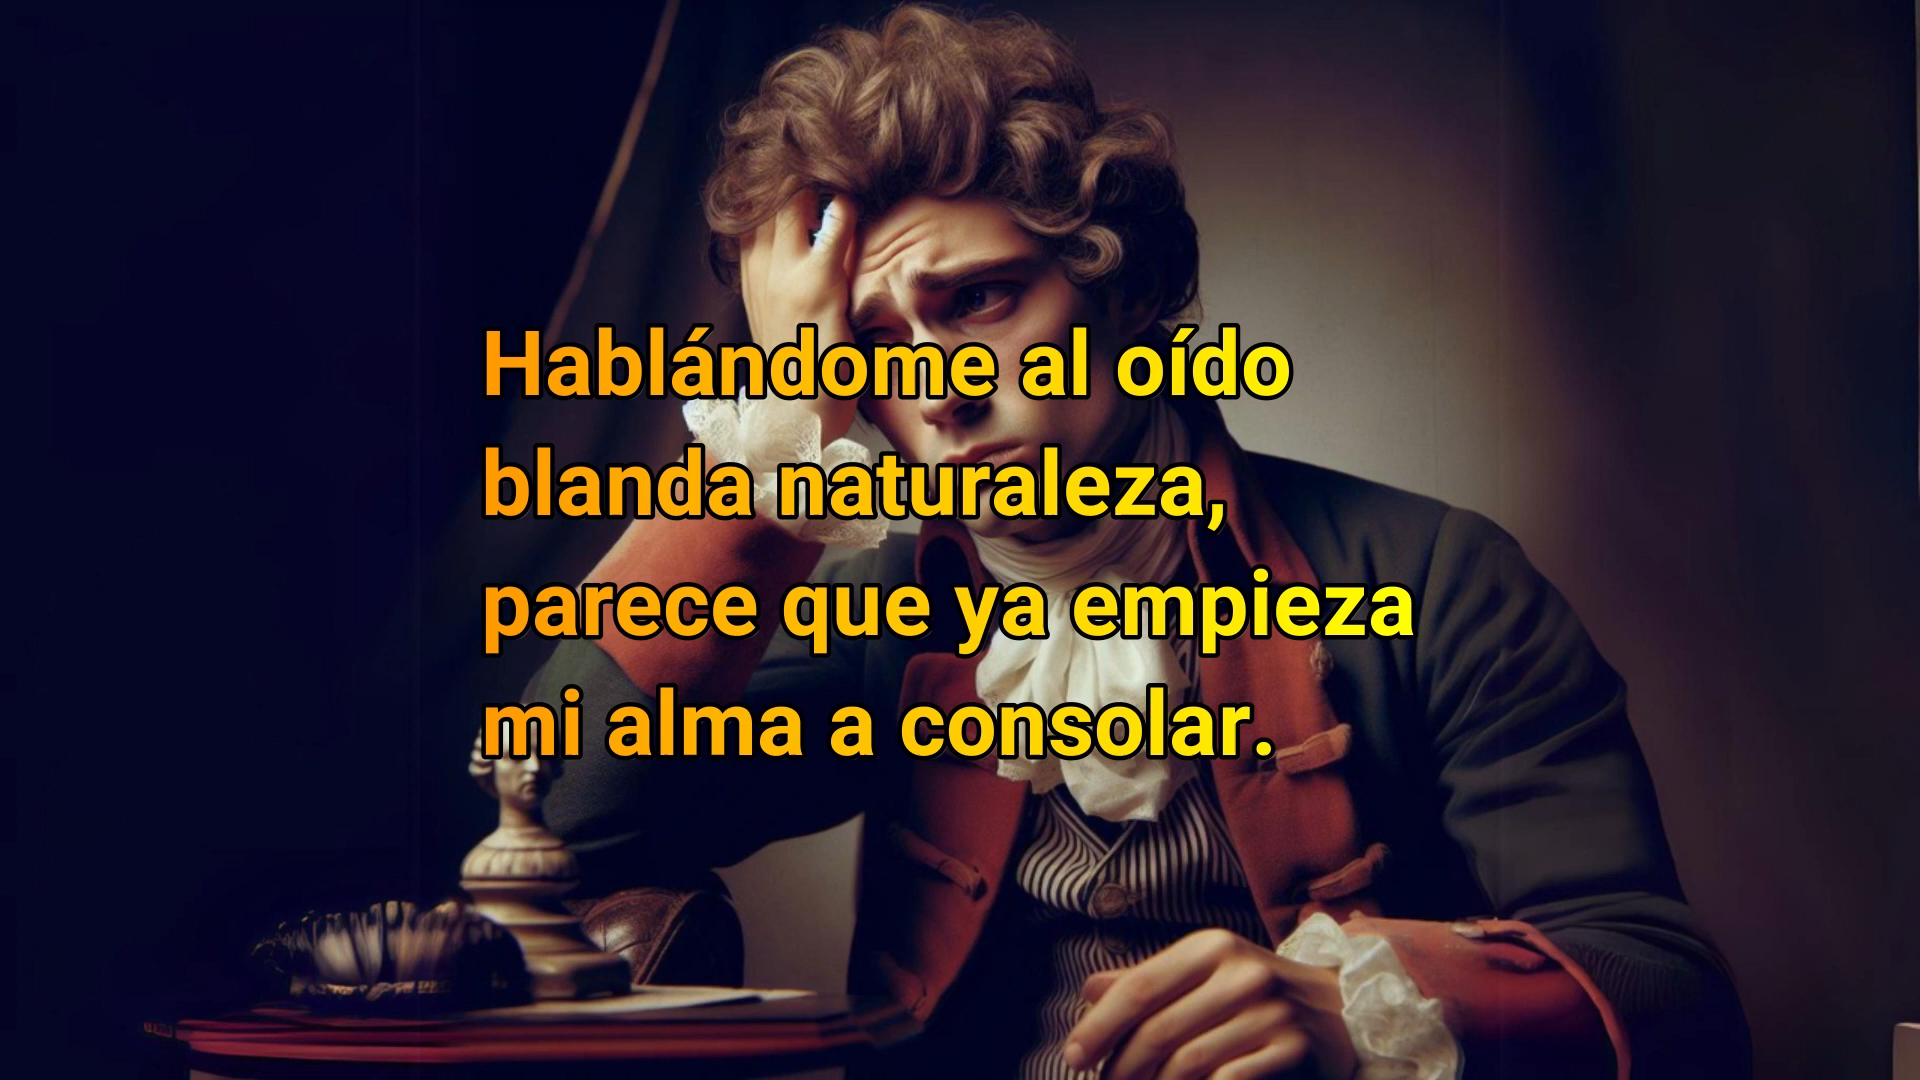 Hablándome al oído
blanda naturaleza,
parece que ya empieza
mi alma a consolar.